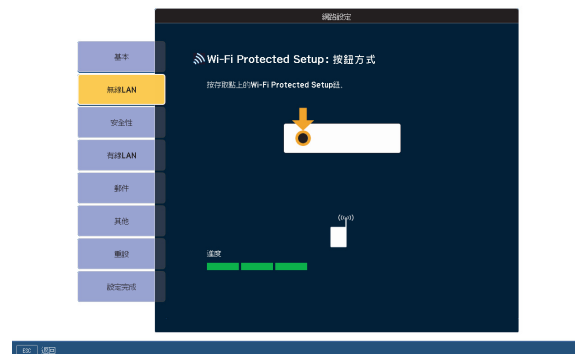 網路設定
基本
無線LAN
安全性
有線LAN
郵件
其他
重設
設定完成
Wi-Fi Protected Setup: 按鈕方式
按存取點上的Wi-Fi Protected Setup鈕.
進度
ESC 返回